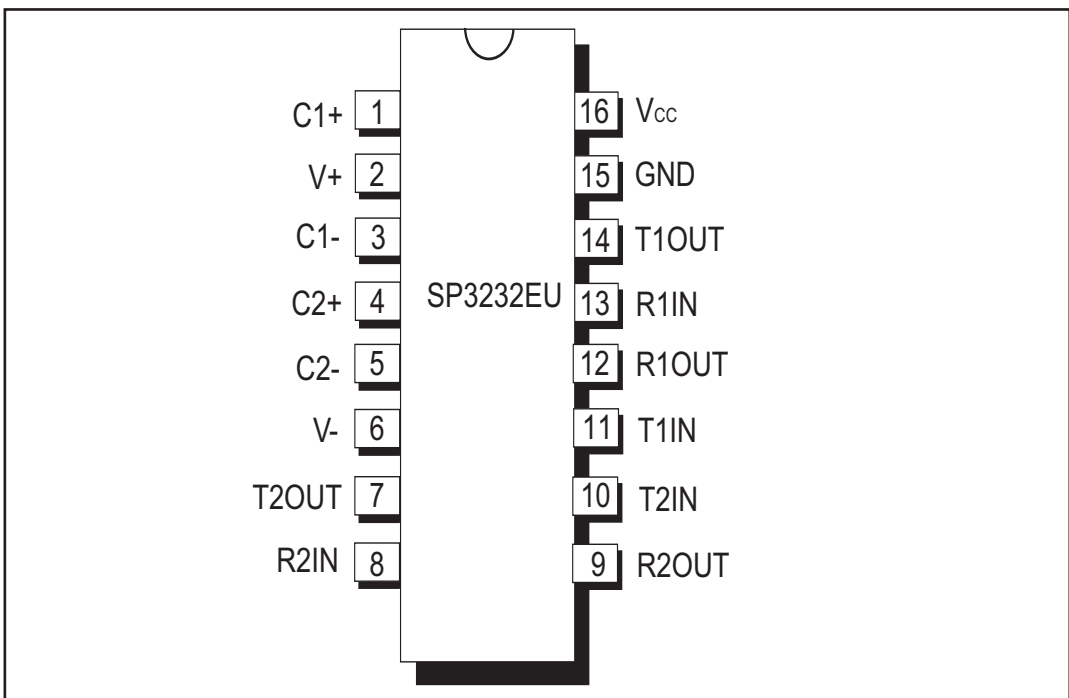 C1+ 1
V+ 2
C1- 3
C2+ 4
C2- 5
V- 6
T2OUT 7
R2IN 8
SP3232EU
16 Vcc
15 GND
14 T1OUT
13 R1IN
12 R1OUT
11 T1IN
10 T2IN
9 R2OUT